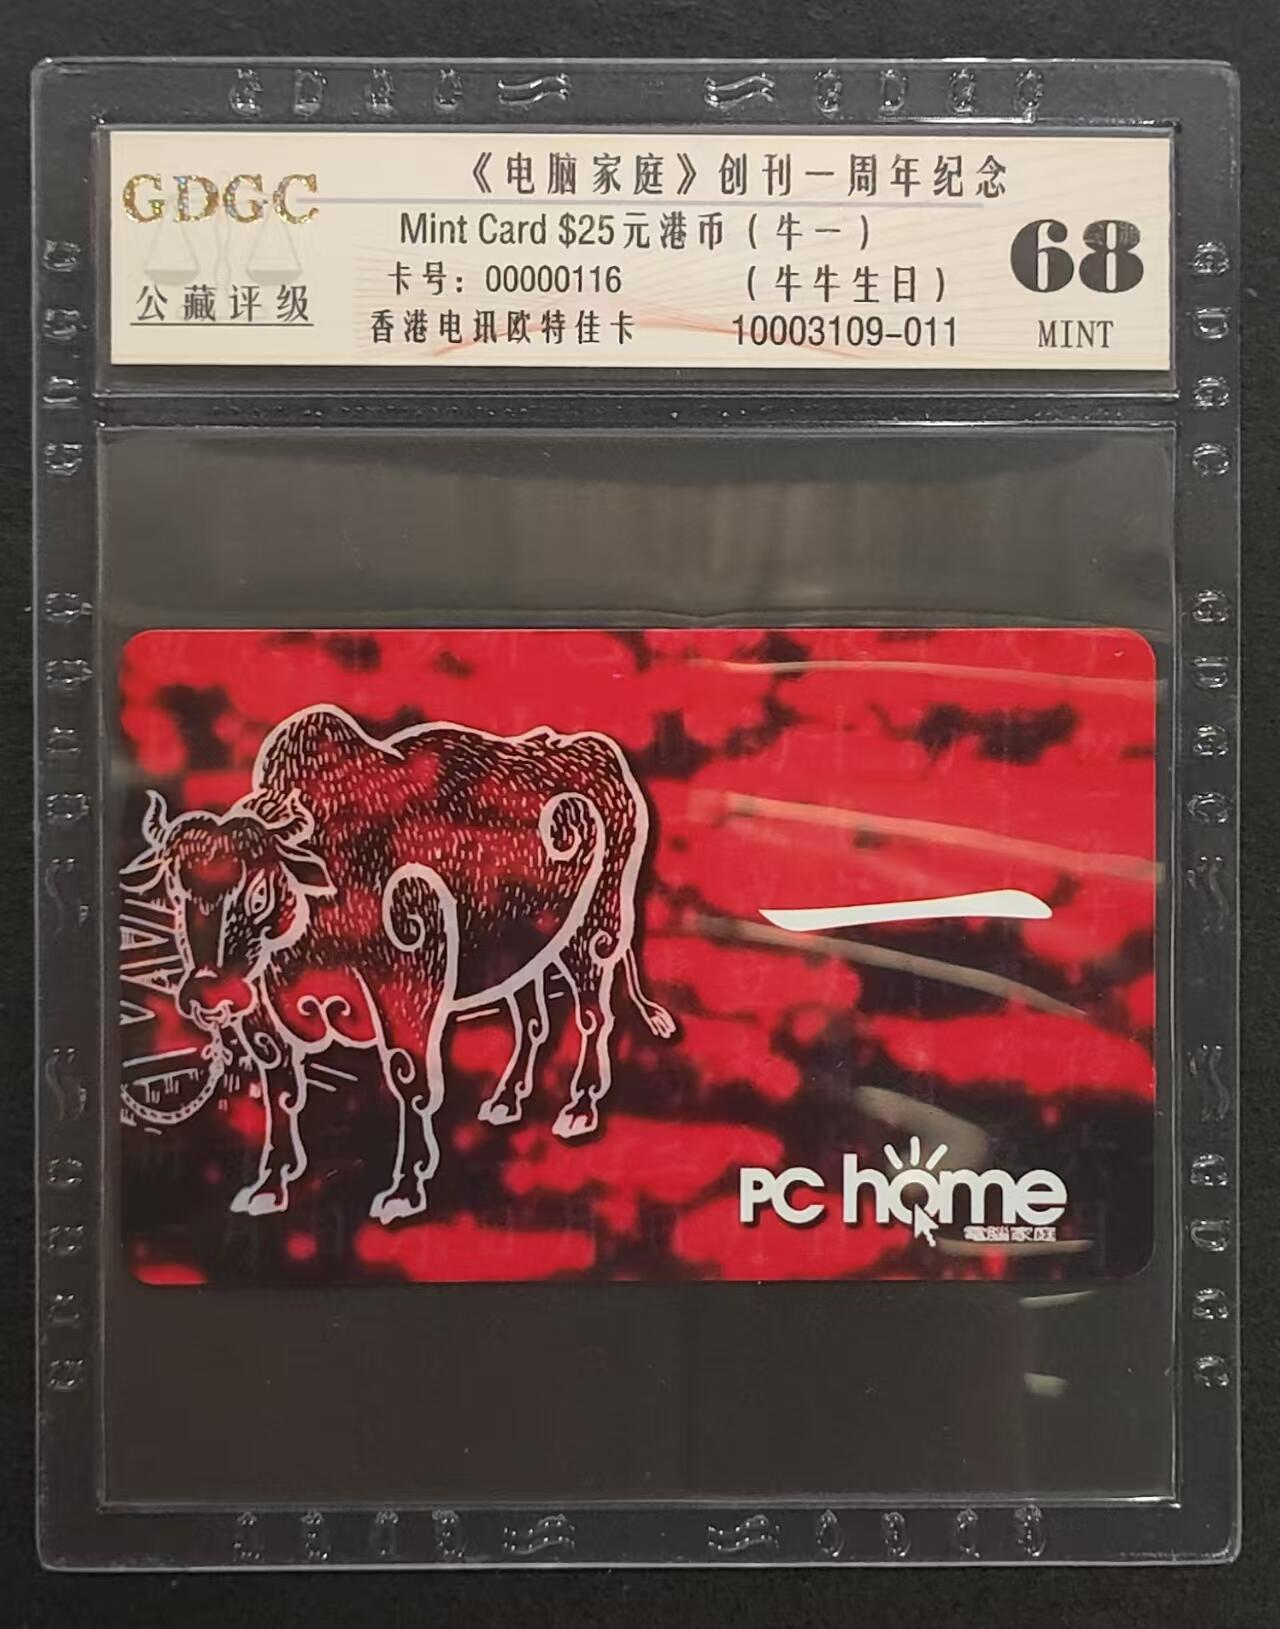 GDGC
公藏评级
《电脑家庭》创刊一周年纪念
Mint Card $25元港币（牛一）
卡号：00000116 （牛牛生日）
香港电讯欧特佳卡 10003109-011
68
MINT
一
PC home
電腦家庭